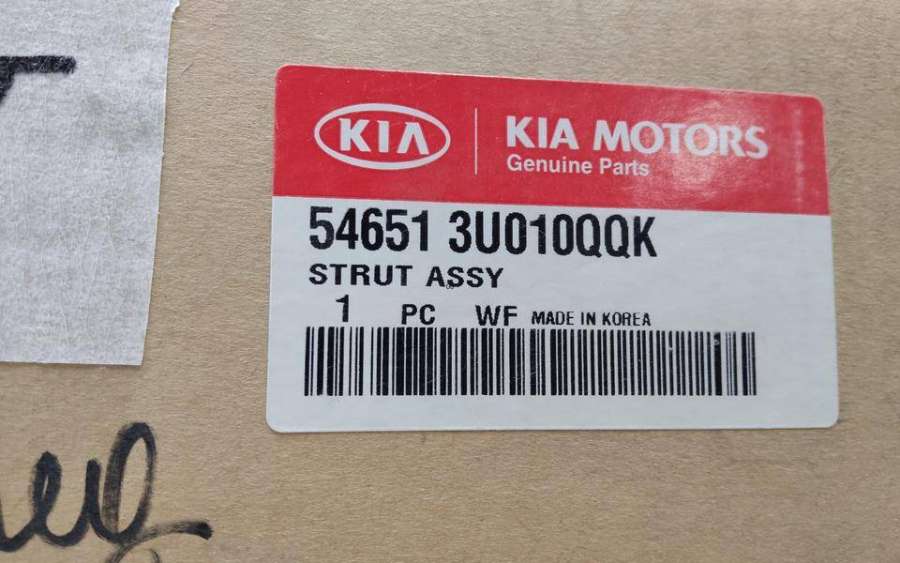 KIA
KIA MOTORS
Genuine Parts
54651 3U010QQK
STRUT ASSY
1 PC WF MADE IN KOREA